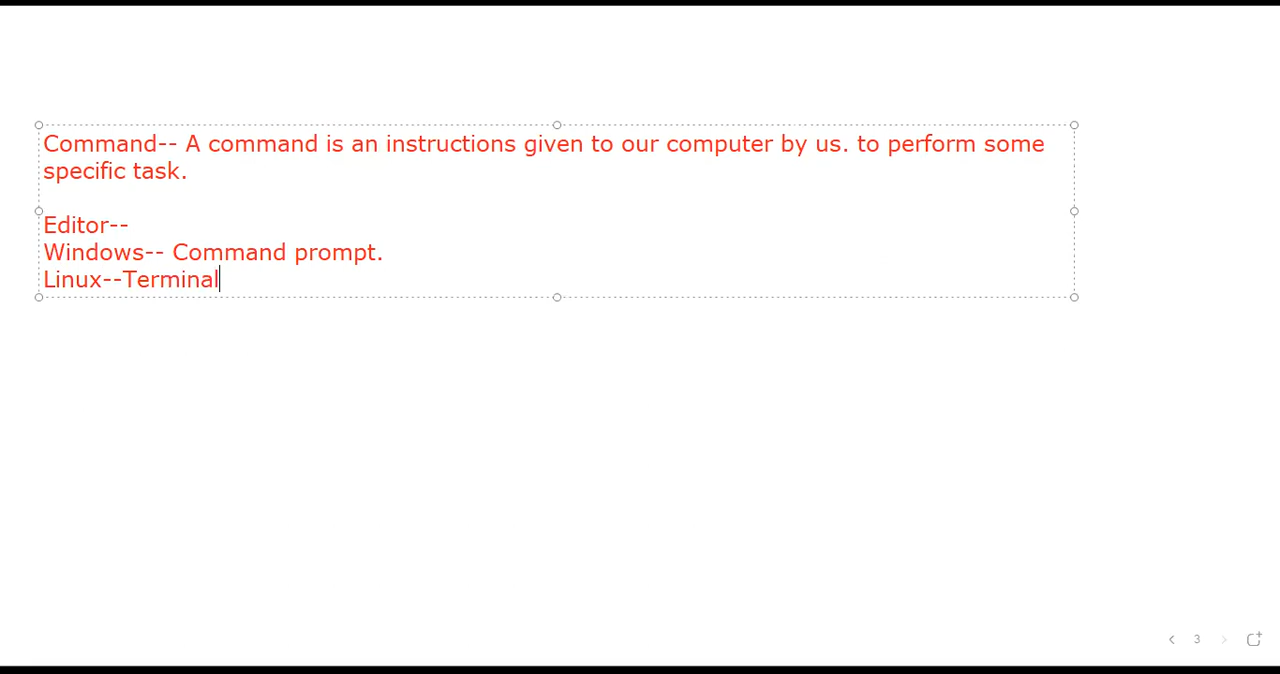 Command-- A command is an instructions given to our computer by us. to perform some
specific task.
Editor--
Windows-- Command prompt.
Linux--Terminal
3